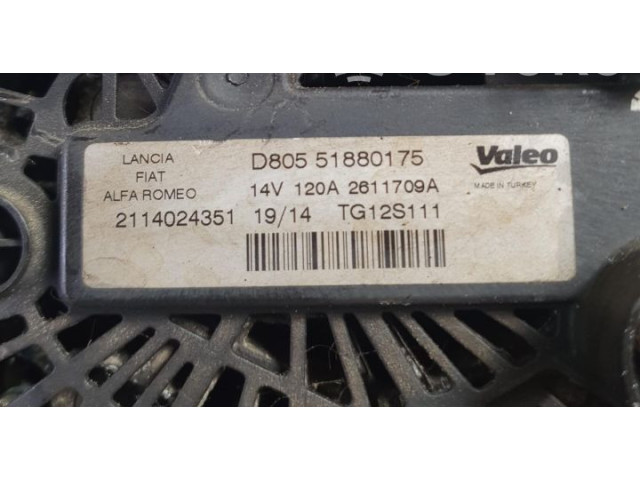 LANCIA
FIAT
ALFA ROMEO
D805 51880175
14V 120A 2611709A
2114024351 19/14 TG12S111
Valeo
MADE IN TURKEY